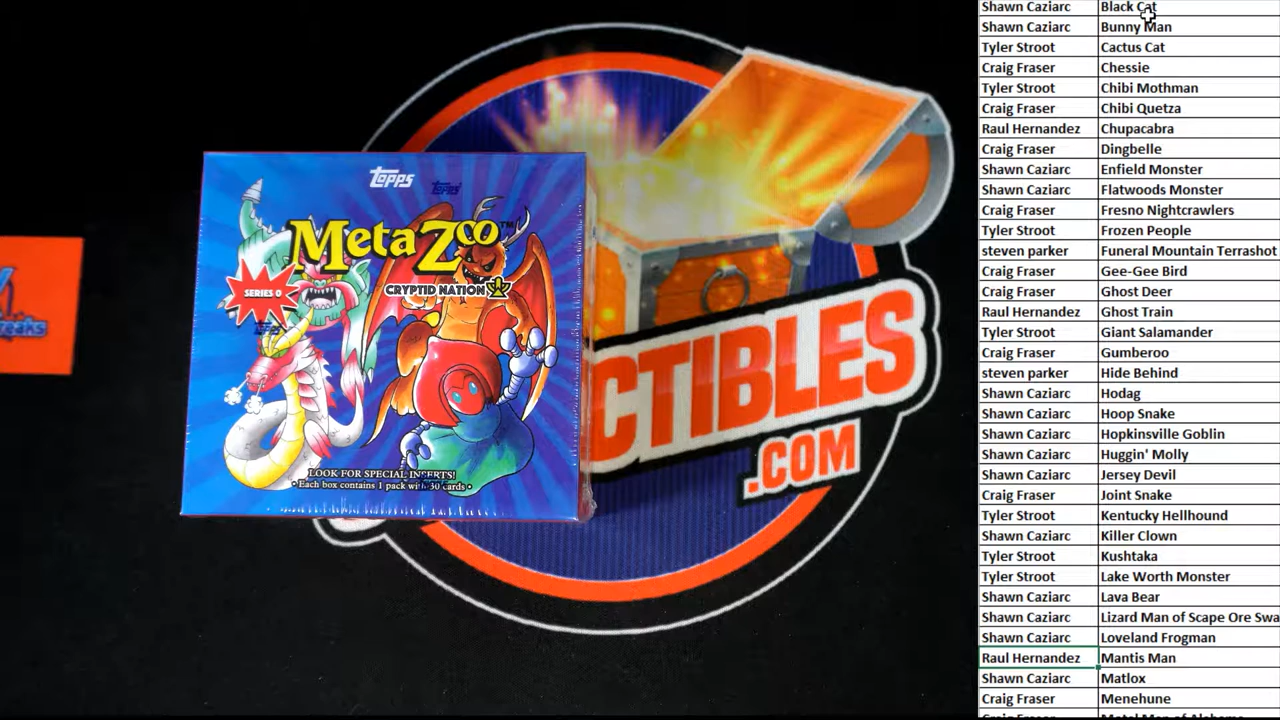 topps
MetaZoo™
CRYPTID NATION
SERIES 0
LOOK FOR SPECIAL INSERTS!
• Each box contains 1 pack with 30 cards •
CTIBLES
.COM
reaks
Shawn Caziarc Black Cat
Shawn Caziarc Bunny Man
Tyler Stroot Cactus Cat
Craig Fraser Chessie
Tyler Stroot Chibi Mothman
Craig Fraser Chibi Quetza
Raul Hernandez Chupacabra
Craig Fraser Dingbelle
Shawn Caziarc Enfield Monster
Shawn Caziarc Flatwoods Monster
Craig Fraser Fresno Nightcrawlers
Tyler Stroot Frozen People
steven parker Funeral Mountain Terrashot
Craig Fraser Gee-Gee Bird
Craig Fraser Ghost Deer
Raul Hernandez Ghost Train
Tyler Stroot Giant Salamander
Craig Fraser Gumberoo
steven parker Hide Behind
Shawn Caziarc Hodag
Shawn Caziarc Hoop Snake
Shawn Caziarc Hopkinsville Goblin
Shawn Caziarc Huggin' Molly
Shawn Caziarc Jersey Devil
Craig Fraser Joint Snake
Tyler Stroot Kentucky Hellhound
Shawn Caziarc Killer Clown
Tyler Stroot Kushtaka
Tyler Stroot Lake Worth Monster
Shawn Caziarc Lava Bear
Shawn Caziarc Lizard Man of Scape Ore Swa
Shawn Caziarc Loveland Frogman
Raul Hernandez Mantis Man
Shawn Caziarc Matlox
Craig Fraser Menehune
Craig Fraser Metal Man of Alabama